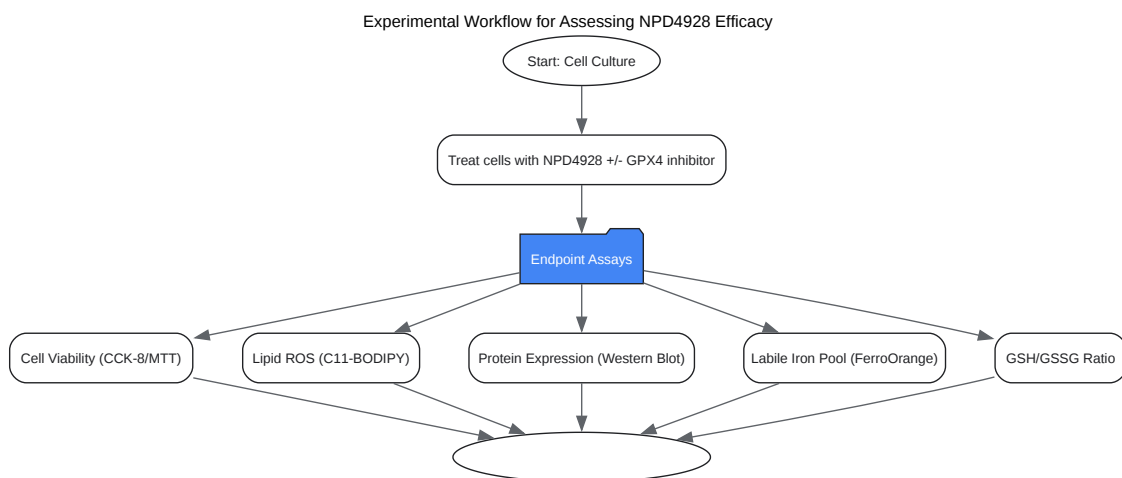 Experimental Workflow for Assessing NPD4928 Efficacy
Start: Cell Culture
Treat cells with NPD4928 +/- GPX4 inhibitor
Endpoint Assays
Cell Viability (CCK-8/MTT)
Lipid ROS (C11-BODIPY)
Protein Expression (Western Blot)
Labile Iron Pool (FerroOrange)
GSH/GSSG Ratio